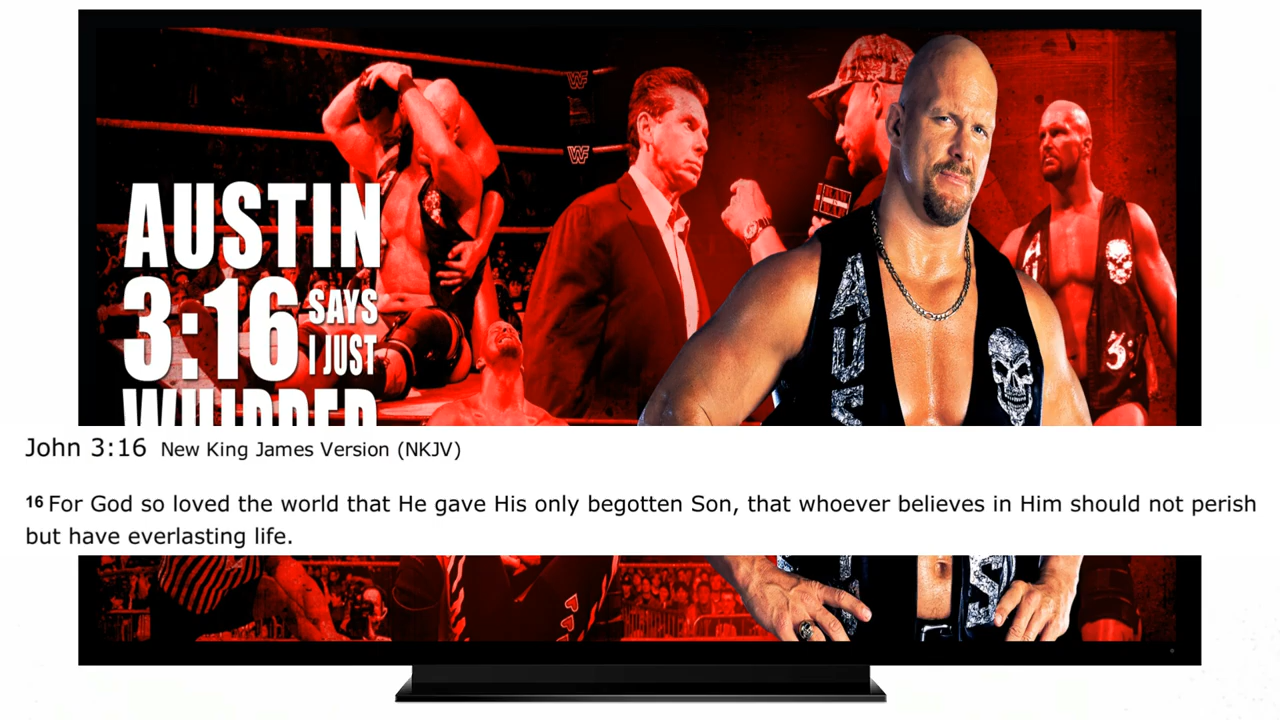 AUSTIN
3:16 SAYS
I JUST
WHIPPED
John 3:16 New King James Version (NKJV)
16 For God so loved the world that He gave His only begotten Son, that whoever believes in Him should not perish
but have everlasting life.